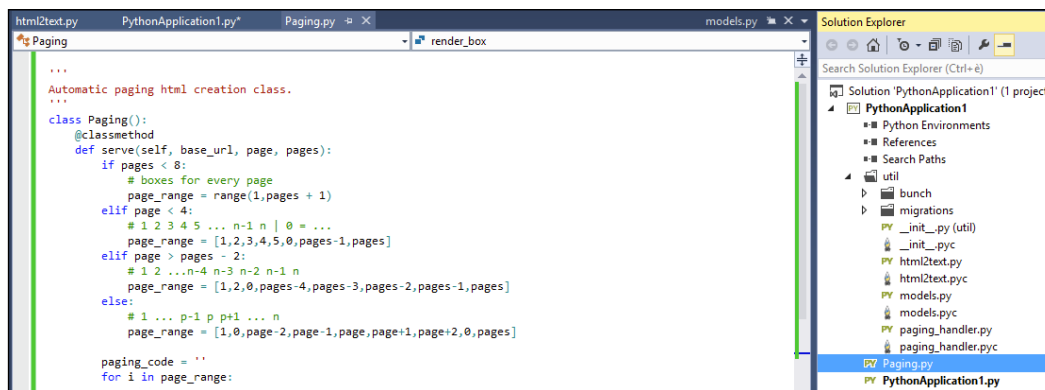 html2text.py PythonApplication1.py* Paging.py models.py
Paging render_box
'''
Automatic paging html creation class.
'''
class Paging():
@classmethod
def serve(self, base_url, page, pages):
if pages < 8:
# boxes for every page
page_range = range(1,pages + 1)
elif page < 4:
# 1 2 3 4 5 ... n-1 n | 0 = ...
page_range = [1,2,3,4,5,0,pages-1,pages]
elif page > pages - 2:
# 1 2 ...n-4 n-3 n-2 n-1 n
page_range = [1,2,0,pages-4,pages-3,pages-2,pages-1,pages]
else:
# 1 ... p-1 p p+1 ... n
page_range = [1,0,page-2,page-1,page,page+1,page+2,0,pages]
paging_code = ''
for i in page_range:
Solution Explorer
Search Solution Explorer (Ctrl+è)
Solution 'PythonApplication1' (1 project
PY PythonApplication1
Python Environments
References
Search Paths
util
bunch
migrations
PY __init__.py (util)
__init__.pyc
PY html2text.py
html2text.pyc
PY models.py
models.pyc
PY paging_handler.py
paging_handler.pyc
PY Paging.py
PY PythonApplication1.py